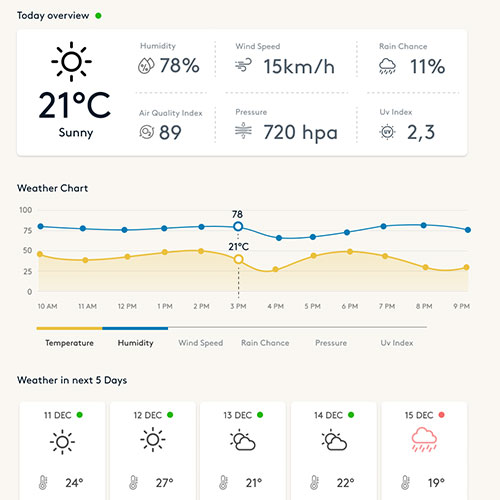 Today overview
Humidity
78%
Wind Speed
15km/h
Rain Chance
11%
21°C
Sunny
Air Quality Index
89
Pressure
720 hpa
Uv Index
UV
2,3
Weather Chart
100
75
50
25
0
78
21°C
10 AM 11 AM 12 PM 1 PM 2 PM 3 PM 4 PM 5 PM 6 PM 7 PM 8 PM 9 PM
Temperature Humidity Wind Speed Rain Chance Pressure Uv Index
Weather in next 5 Days
11 DEC 12 DEC 13 DEC 14 DEC 15 DEC
24° 27° 21° 22° 19°